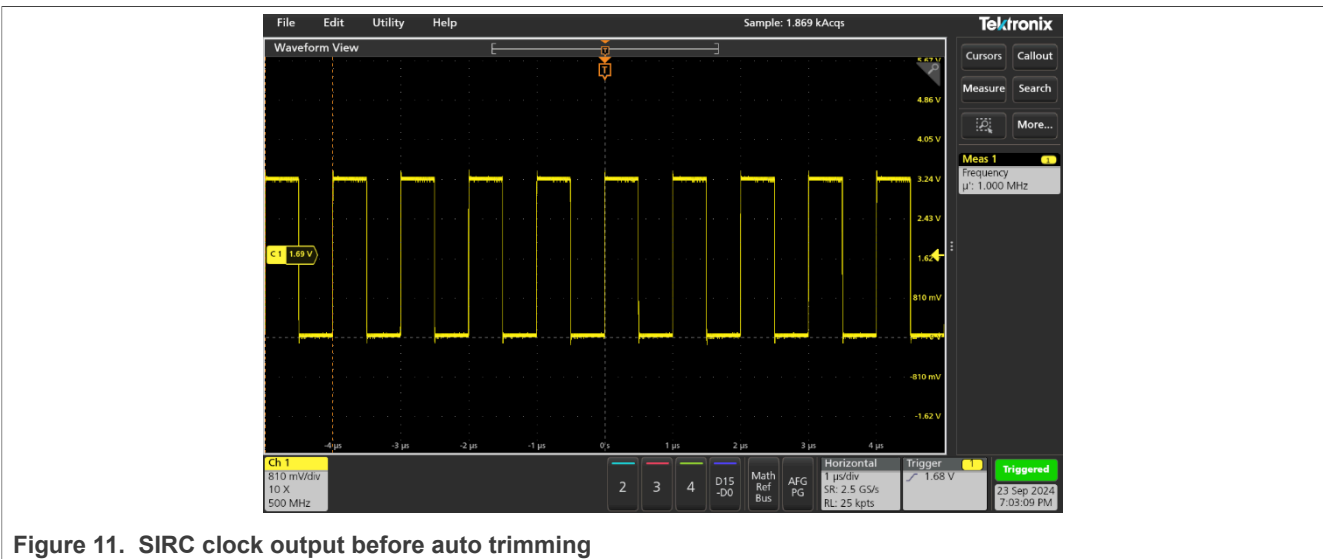 File Edit Utility Help Sample: 1.869 kAcqs Tektronix
Waveform View
T
T
5.67 V
4.86 V
4.05 V
3.24 V
2.43 V
1.62
810 mV
-810 mV
-1.62 V
C 1 1.69 V
-4 µs -3 µs -2 µs -1 µs 0 s 1 µs 2 µs 3 µs 4 µs
Cursors Callout
Measure Search
More...
Meas 1 1
Frequency
µ': 1.000 MHz
Ch 1
810 mV/div
10 X
500 MHz
2 3 4
D15
-D0
Math
Ref
Bus
AFG
PG
Horizontal
1 µs/div
SR: 2.5 GS/s
RL: 25 kpts
Trigger 1
1.68 V
Triggered
23 Sep 2024
7:03:09 PM
Figure 11. SIRC clock output before auto trimming